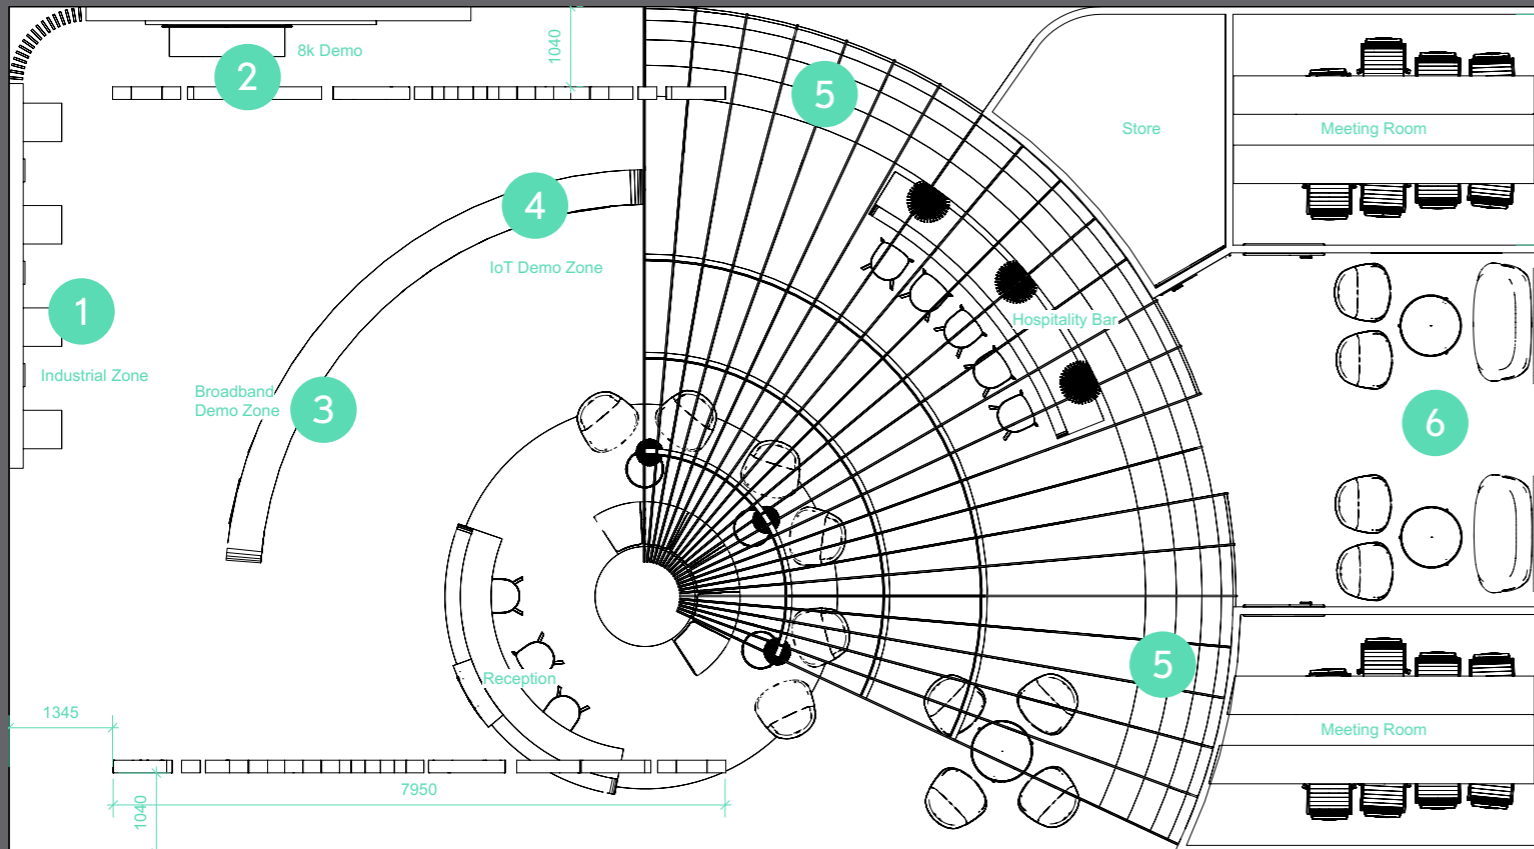 1040
8k Demo
2
5
Store
Meeting Room
4
IoT Demo Zone
1
Hospitality Bar
Industrial Zone
Broadband
Demo Zone
3
6
5
Reception
1345
Meeting Room
7950
1040